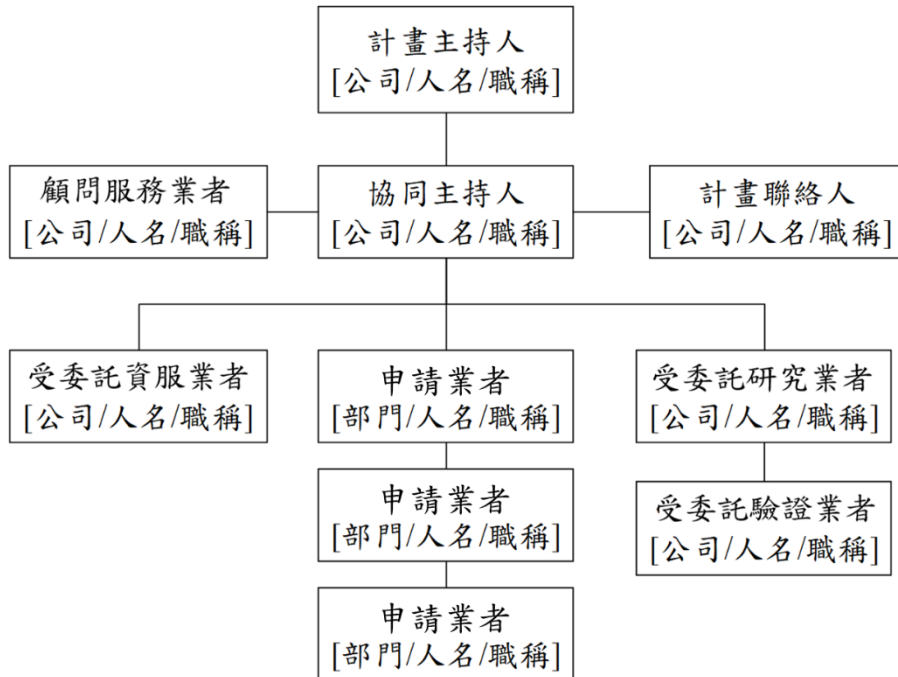 計畫主持人
[公司/人名/職稱]
顧問服務業者
[公司/人名/職稱]
協同主持人
[公司/人名/職稱]
計畫聯絡人
[公司/人名/職稱]
受委託資服業者
[公司/人名/職稱]
申請業者
[部門/人名/職稱]
受委託研究業者
[公司/人名/職稱]
申請業者
[部門/人名/職稱]
受委託驗證業者
[公司/人名/職稱]
申請業者
[部門/人名/職稱]